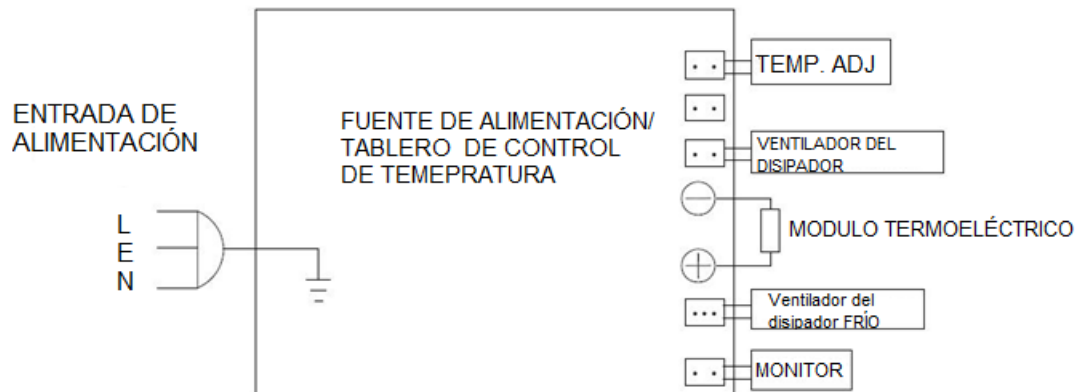 ENTRADA DE
ALIMENTACIÓN
L
E
N
FUENTE DE ALIMENTACIÓN/
TABLERO DE CONTROL
DE TEMEPRATURA
TEMP. ADJ
VENTILADOR DEL
DISIPADOR
MODULO TERMOELÉCTRICO
Ventilador del
disipador FRÍO
MONITOR